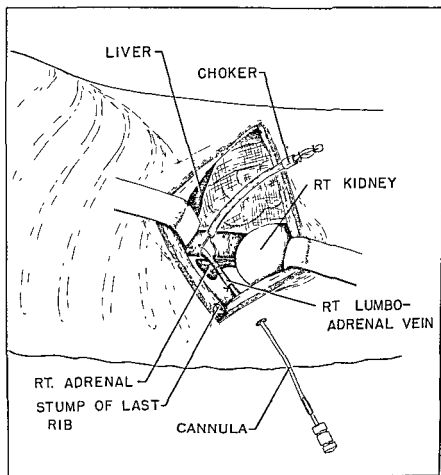 LIVER
CHOKER
RT KIDNEY
RT LUMBO-
ADRENAL VEIN
RT. ADRENAL
STUMP OF LAST
RIB
CANNULA